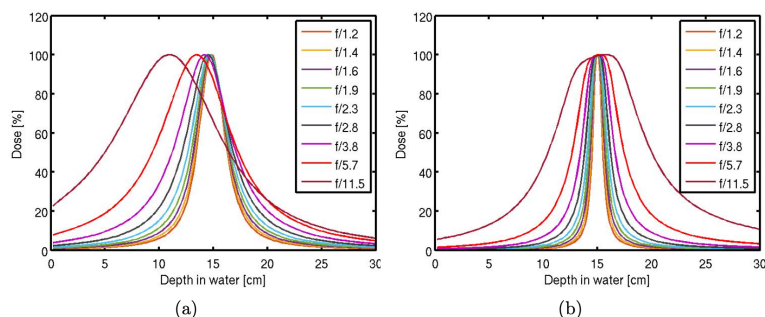 120
100
80
60
40
20
0
Dose [%]
0 5 10 15 20 25 30
Depth in water [cm]
f/1.2
f/1.4
f/1.6
f/1.9
f/2.3
f/2.8
f/3.8
f/5.7
f/11.5
(a)
120
100
80
60
40
20
0
Dose [%]
0 5 10 15 20 25 30
Depth in water [cm]
f/1.2
f/1.4
f/1.6
f/1.9
f/2.3
f/2.8
f/3.8
f/5.7
f/11.5
(b)